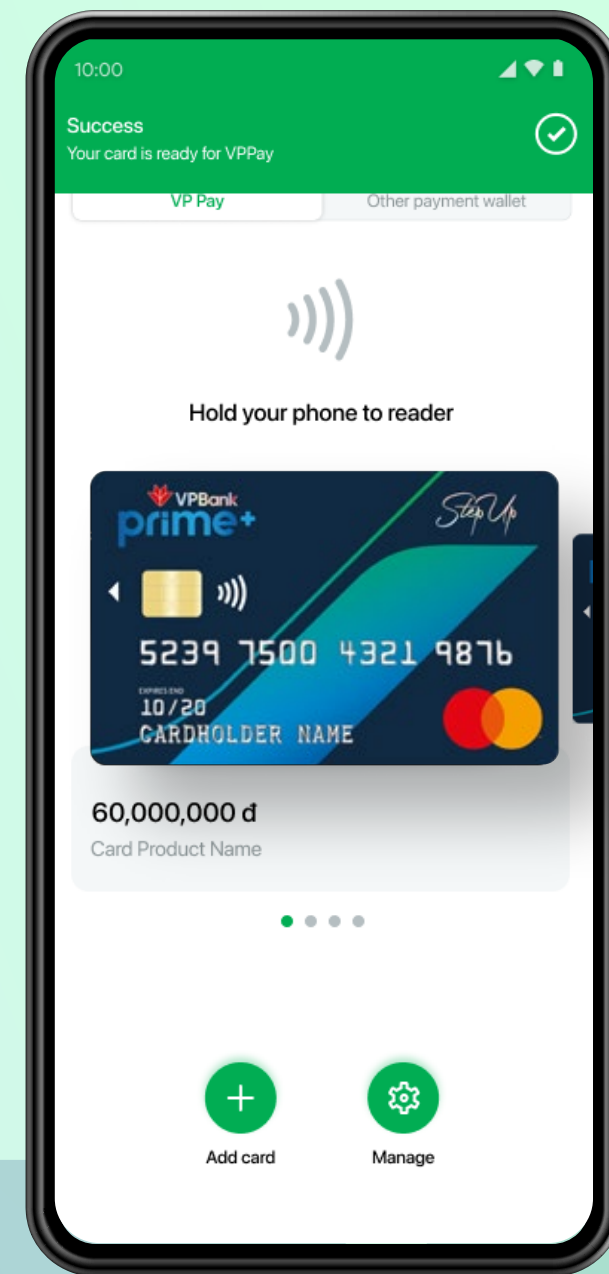 10:00
Success
Your card is ready for VPPay
VP Pay
Other payment wallet
Hold your phone to reader
VPBank
prime+
StepUp
5239 7500 4321 9876
EXPIRES END
10/20
CARDHOLDER NAME
60,000,000 đ
Card Product Name
Add card
Manage